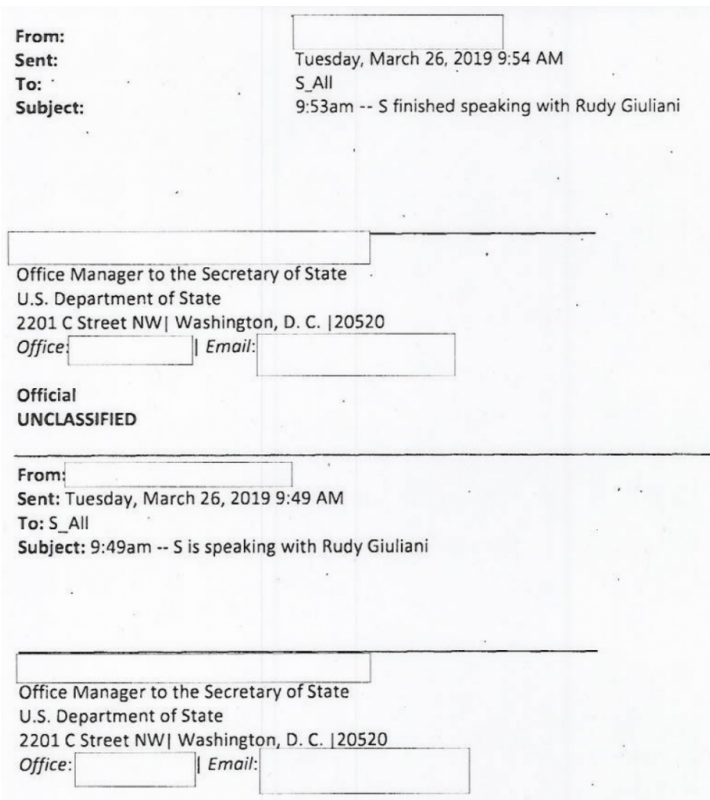 From:
Sent: Tuesday, March 26, 2019 9:54 AM
To: S_All
Subject: 9:53am -- S finished speaking with Rudy Giuliani
Office Manager to the Secretary of State
U.S. Department of State
2201 C Street NW| Washington, D. C. |20520
Office: | Email:
Official
UNCLASSIFIED
From:
Sent: Tuesday, March 26, 2019 9:49 AM
To: S_All
Subject: 9:49am -- S is speaking with Rudy Giuliani
Office Manager to the Secretary of State
U.S. Department of State
2201 C Street NW| Washington, D. C. |20520
Office: | Email: